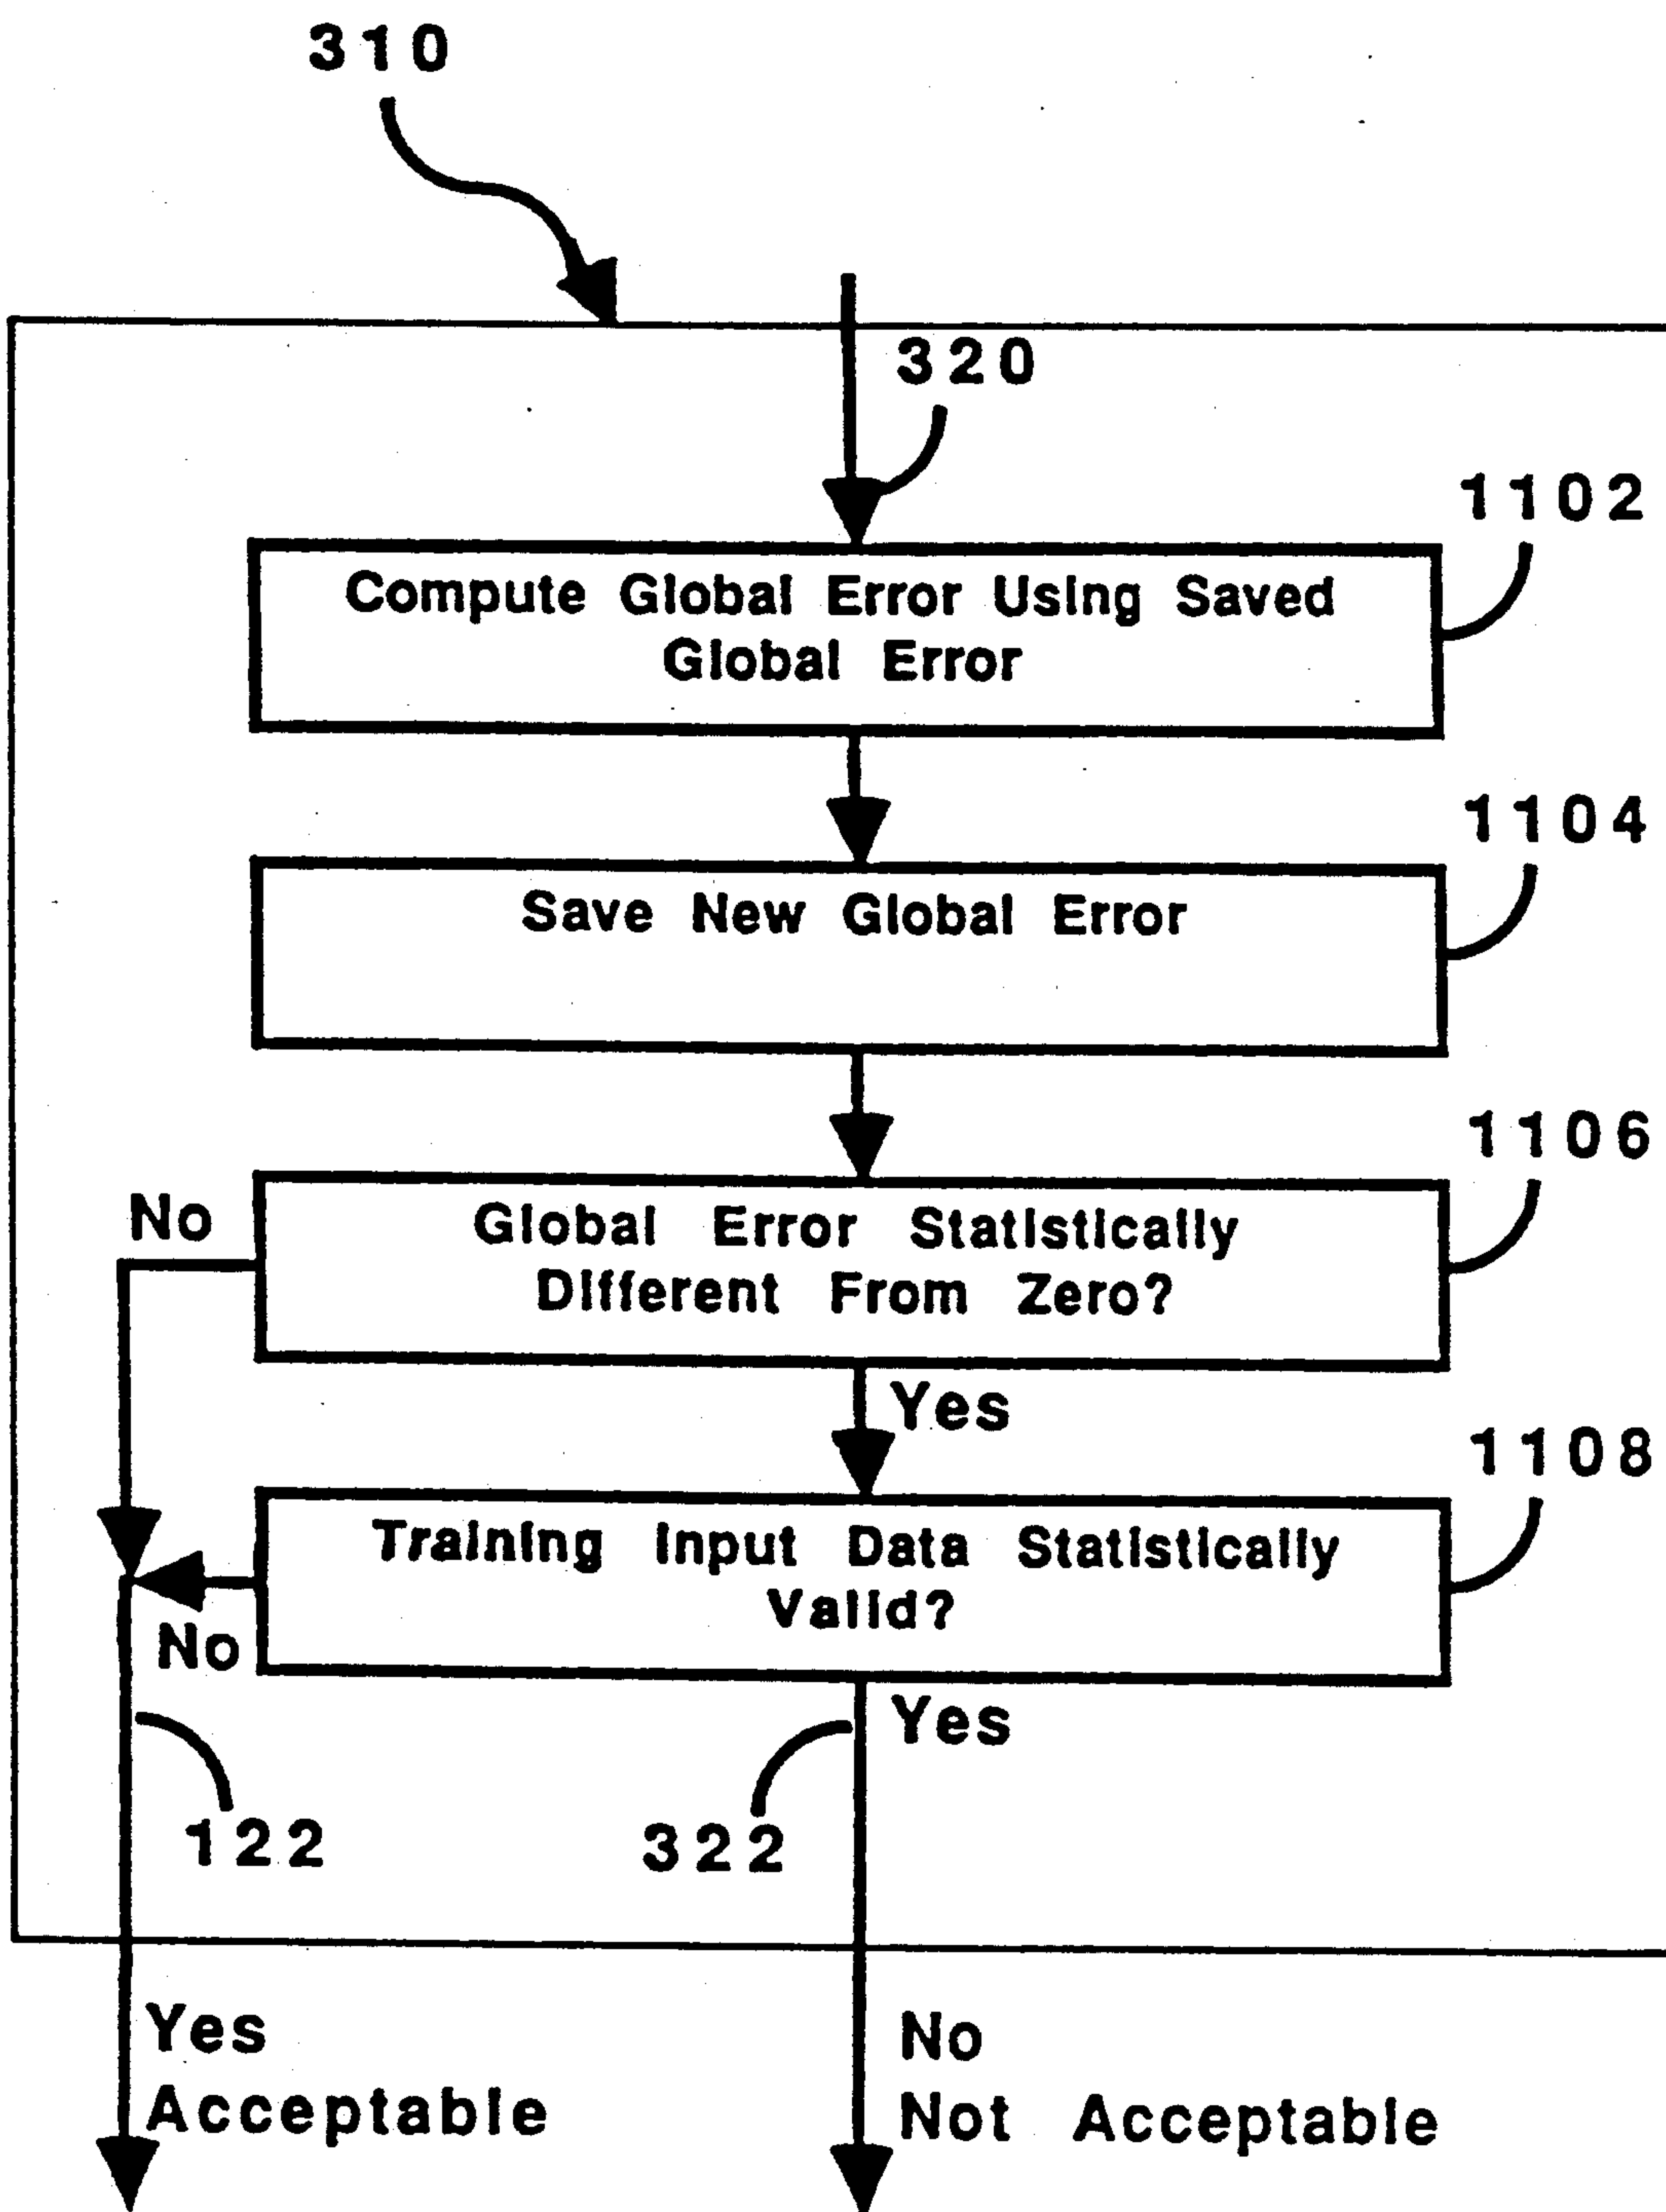 310
320
1102
Compute Global Error Using Saved
Global Error
1104
Save New Global Error
1106
No
Global Error Statistically
Different From Zero?
Yes
1108
Training Input Data Statistically
Valid?
No
Yes
122
322
Yes
Acceptable
No
Not Acceptable